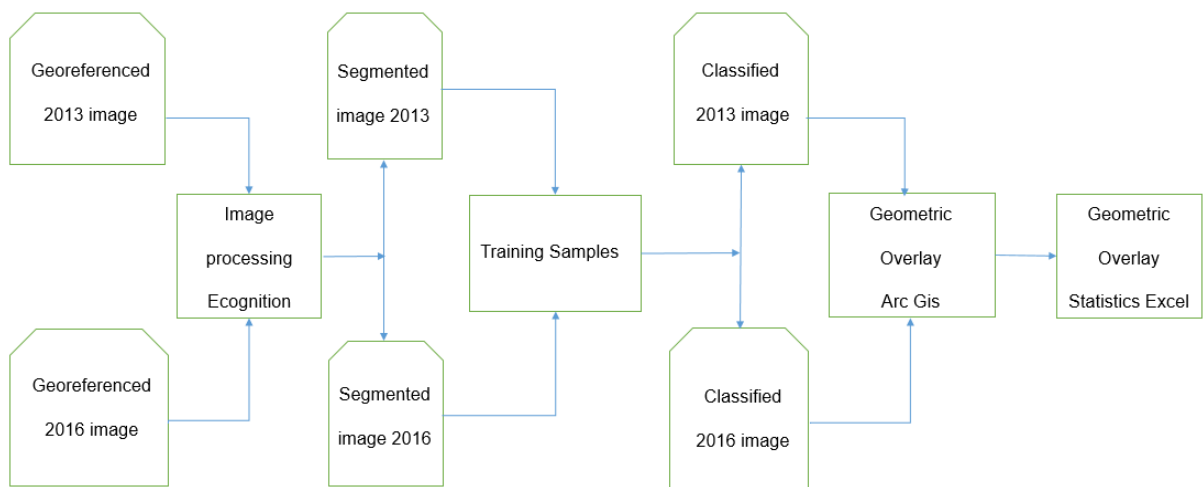 Georeferenced
2013 image
Image
processing
Ecognition
Georeferenced
2016 image
Segmented
image 2013
Segmented
image 2016
Training Samples
Classified
2013 image
Classified
2016 image
Geometric
Overlay
Arc Gis
Geometric
Overlay
Statistics Excel